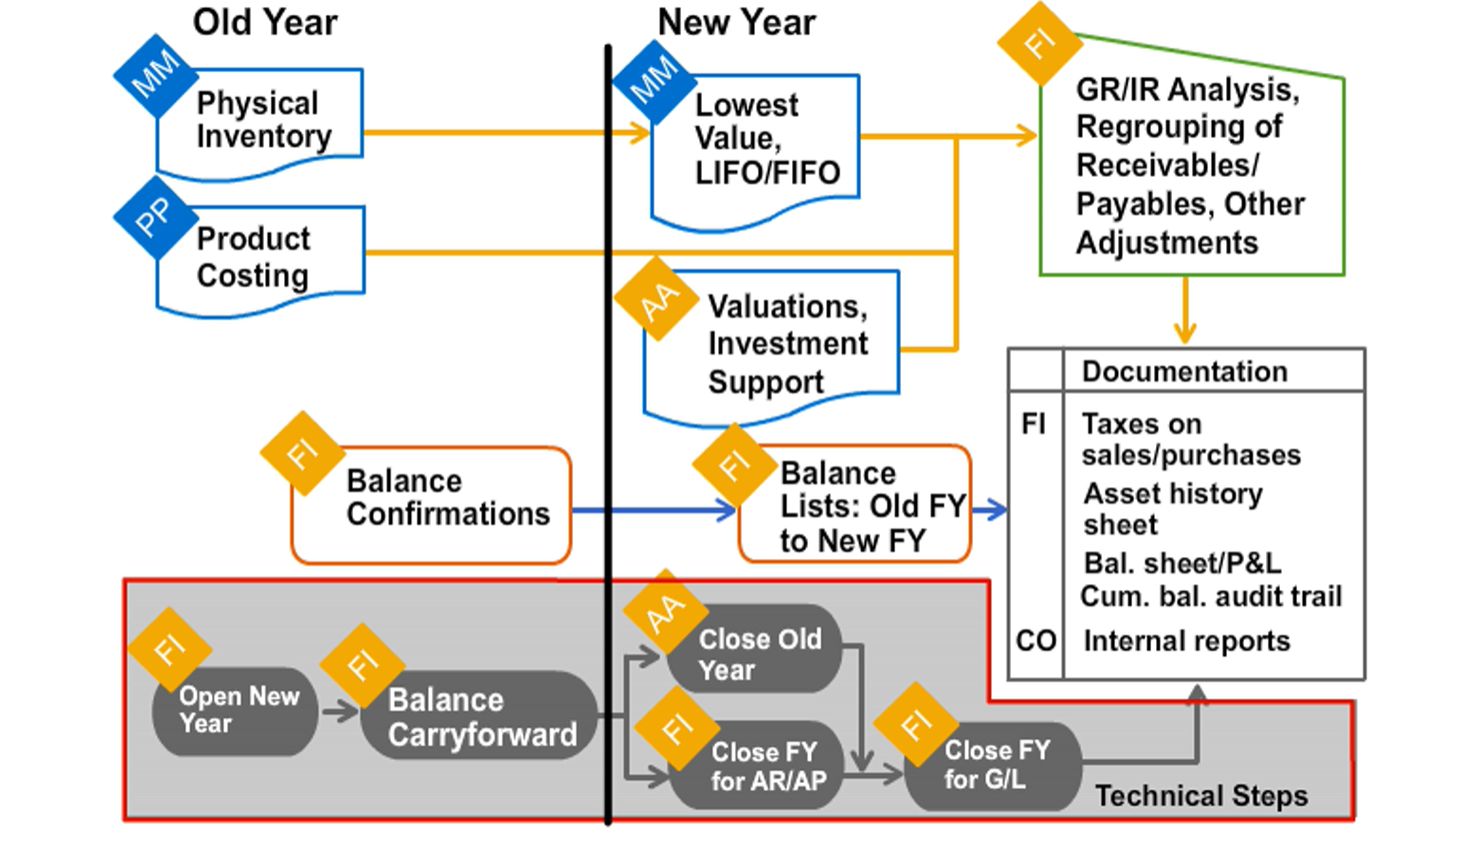 Old Year
New Year
MM
Physical
Inventory
MM
Lowest
Value,
LIFO/FIFO
FI
GR/IR Analysis,
Regrouping of
Receivables/
Payables, Other
Adjustments
PP
Product
Costing
AA
Valuations,
Investment
Support
FI
Balance
Confirmations
FI
Balance
Lists: Old FY
to New FY
Documentation
FI
Taxes on
sales/purchases
Asset history
sheet
Bal. sheet/P&L
Cum. bal. audit trail
CO
Internal reports
FI
Open New
Year
FI
Balance
Carryforward
AA
Close Old
Year
FI
Close FY
for AR/AP
FI
Close FY
for G/L
Technical Steps